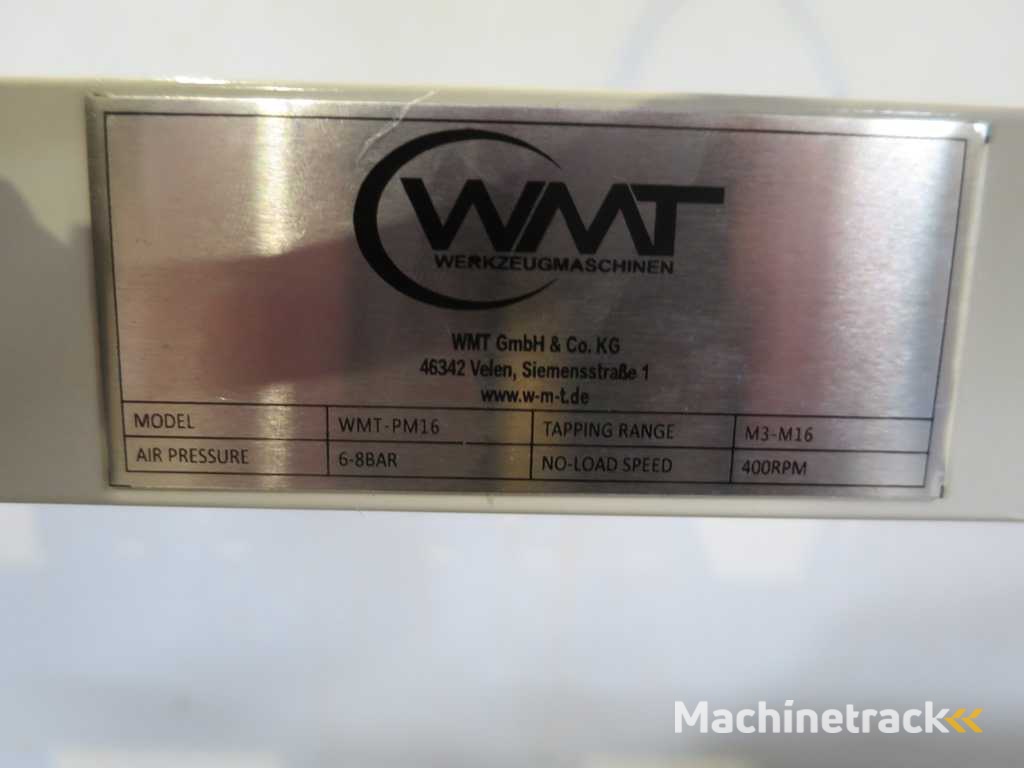 WMT
WERKZEUGMASCHINEN
WMT GmbH & Co. KG
46342 Velen, Siemensstraße 1
www.w-m-t.de
MODEL WMT-PM16 TAPPING RANGE M3-M16
AIR PRESSURE 6-8BAR NO-LOAD SPEED 400RPM
Machinetrack